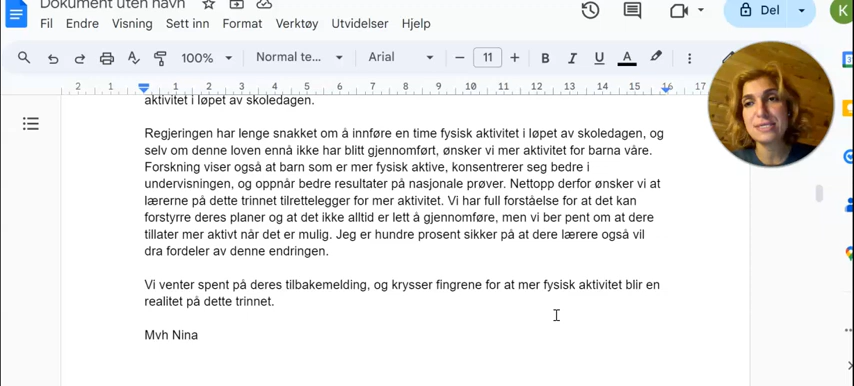 Dokument uten navn
Fil Endre Visning Sett inn Format Verktøy Utvidelser Hjelp
Del
K
100% Normal te... Arial 11 B I U A
2 1 1 2 3 4 5 6 7 8 9 10 11 12 13 14 15 16 17
aktivitet i løpet av skoledagen.
Regjeringen har lenge snakket om å innføre en time fysisk aktivitet i løpet av skoledagen, og
selv om denne loven ennå ikke har blitt gjennomført, ønsker vi mer aktivitet for barna våre.
Forskning viser også at barn som er mer fysisk aktive, konsentrerer seg bedre i
undervisningen, og oppnår bedre resultater på nasjonale prøver. Nettopp derfor ønsker vi at
lærerne på dette trinnet tilrettelegger for mer aktivitet. Vi har full forståelse for at det kan
forstyrre deres planer og at det ikke alltid er lett å gjennomføre, men vi ber pent om at dere
tillater mer aktivt når det er mulig. Jeg er hundre prosent sikker på at dere lærere også vil
dra fordeler av denne endringen.
Vi venter spent på deres tilbakemelding, og krysser fingrene for at mer fysisk aktivitet blir en
realitet på dette trinnet.
Mvh Nina